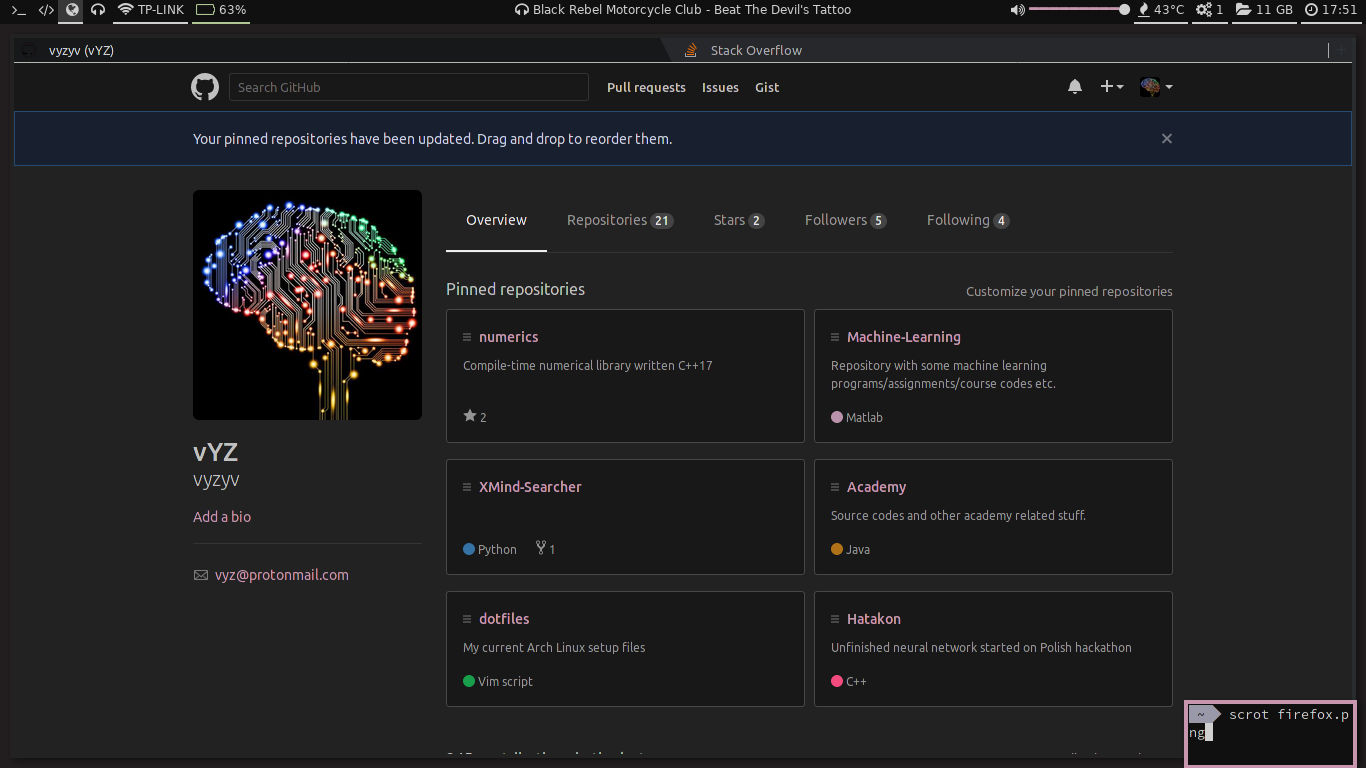 >_ </> TP-LINK 63% Black Rebel Motorcycle Club - Beat The Devil's Tattoo 43°C 1 11 GB 17:51
vyzyv (vYZ) Stack Overflow
Search GitHub Pull requests Issues Gist
Your pinned repositories have been updated. Drag and drop to reorder them.
Overview Repositories 21 Stars 2 Followers 5 Following 4
Pinned repositories Customize your pinned repositories
numerics
Compile-time numerical library written C++17
2
Machine-Learning
Repository with some machine learning
programs/assignments/course codes etc.
Matlab
vYZ
vyzyv
Add a bio
vyz@protonmail.com
XMind-Searcher
Python 1
Academy
Source codes and other academy related stuff.
Java
dotfiles
My current Arch Linux setup files
Vim script
Hatakon
Unfinished neural network started on Polish hackathon
C++
~ scrot firefox.p
ng